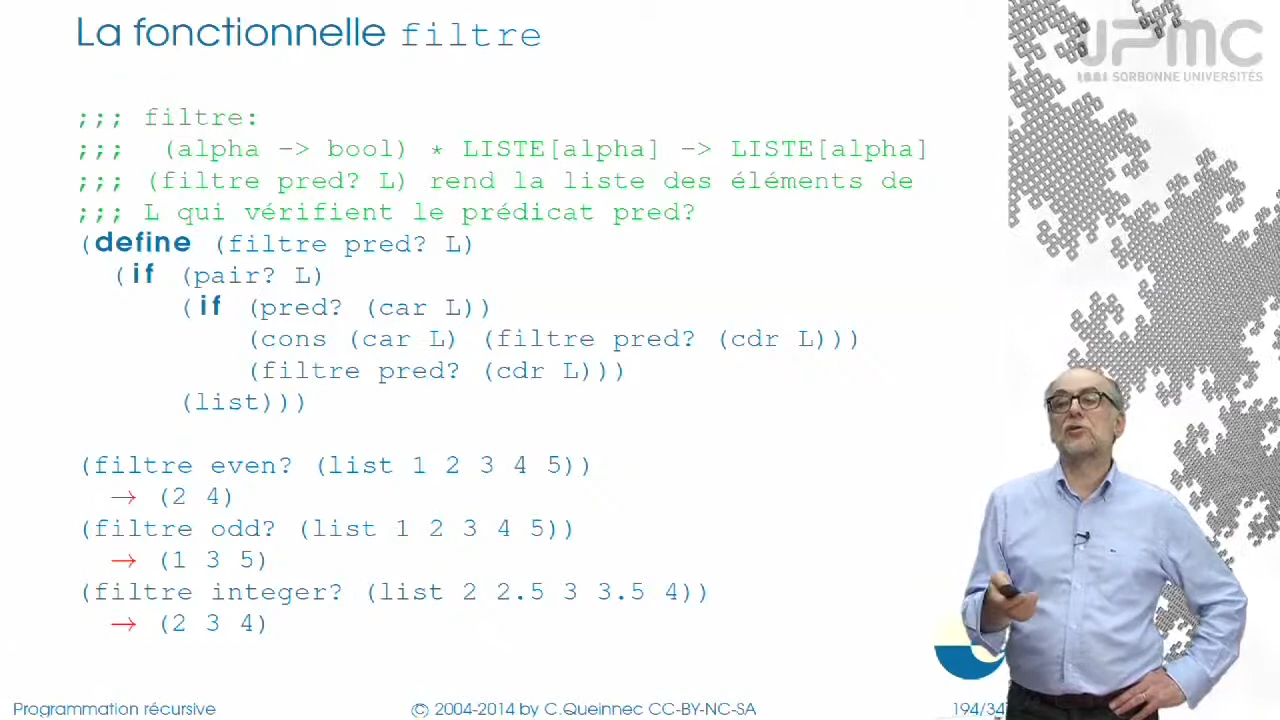 La fonctionnelle filtre
UPMC
SORBONNE UNIVERSITÉS
;;; filtre:
;;; (alpha -> bool) * LISTE[alpha] -> LISTE[alpha]
;;; (filtre pred? L) rend la liste des éléments de
;;; L qui vérifient le prédicat pred?
(define (filtre pred? L)
(if (pair? L)
(if (pred? (car L))
(cons (car L) (filtre pred? (cdr L)))
(filtre pred? (cdr L)))
(list)))
(filtre even? (list 1 2 3 4 5))
→ (2 4)
(filtre odd? (list 1 2 3 4 5))
→ (1 3 5)
(filtre integer? (list 2 2.5 3 3.5 4))
→ (2 3 4)
Programmation récursive
© 2004-2014 by C.Queinnec CC-BY-NC-SA
194/34